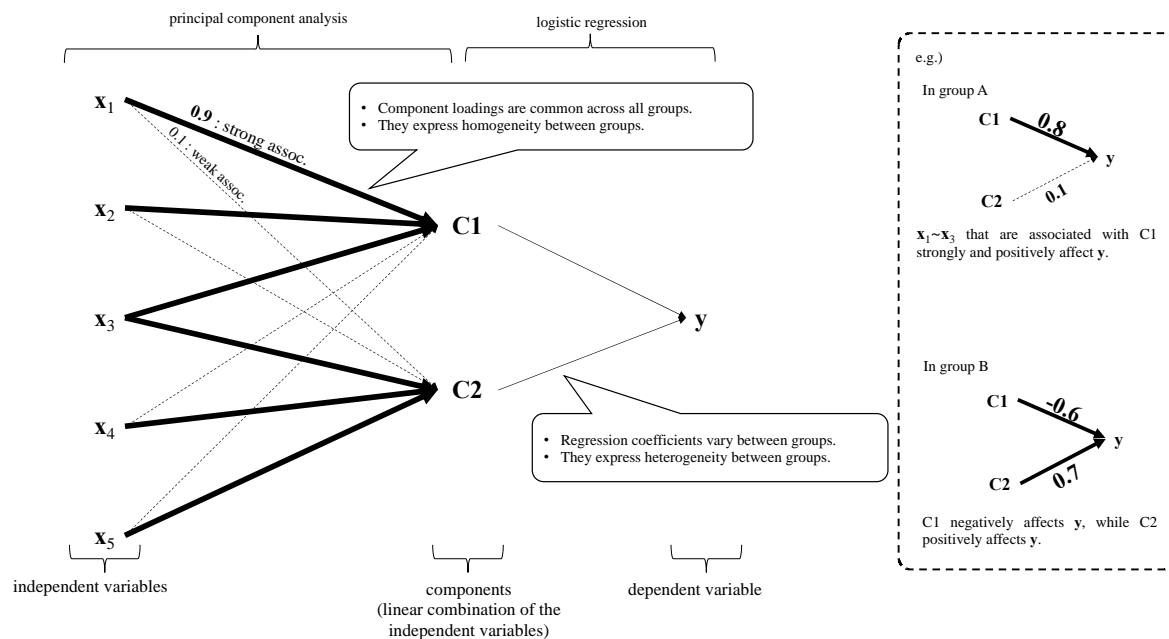 principal component analysis
logistic regression
x1
x2
x3
x4
x5
0.9 : strong assoc.
0.1 : weak assoc.
• Component loadings are common across all groups.
• They express homogeneity between groups.
C1
C2
y
• Regression coefficients vary between groups.
• They express heterogeneity between groups.
independent variables
components
(linear combination of the
independent variables)
dependent variable
e.g.)
In group A
C1
0.8
y
C2
0.1
x1~x3 that are associated with C1
strongly and positively affect y.
In group B
C1
-0.6
y
C2
0.7
C1 negatively affects y, while C2
positively affects y.